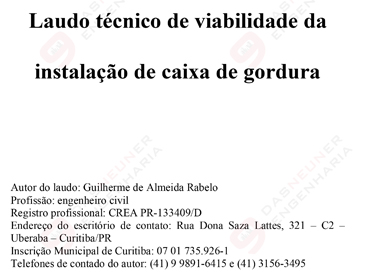 Laudo técnico de viabilidade da
instalação de caixa de gordura
Autor do laudo: Guilherme de Almeida Rabelo
Profissão: engenheiro civil
Registro profissional: CREA PR-133409/D
Endereço do escritório de contato: Rua Dona Saza Lattes, 321 – C2 –
Uberaba – Curitiba/PR
Inscrição Municipal de Curitiba: 07 01 735.926-1
Telefones de contado do autor: (41) 9 9891-6415 e (41) 3156-3495
DASNEUNER
ENGENHARIA